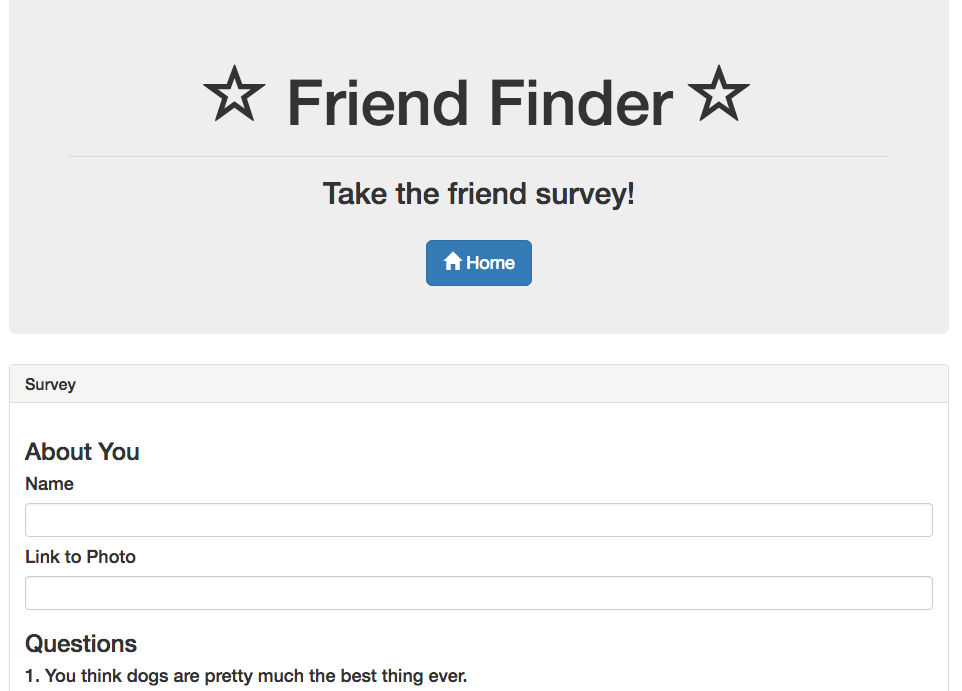 ☆ Friend Finder ☆
Take the friend survey!
Home
Survey
About You
Name
Link to Photo
Questions
1. You think dogs are pretty much the best thing ever.